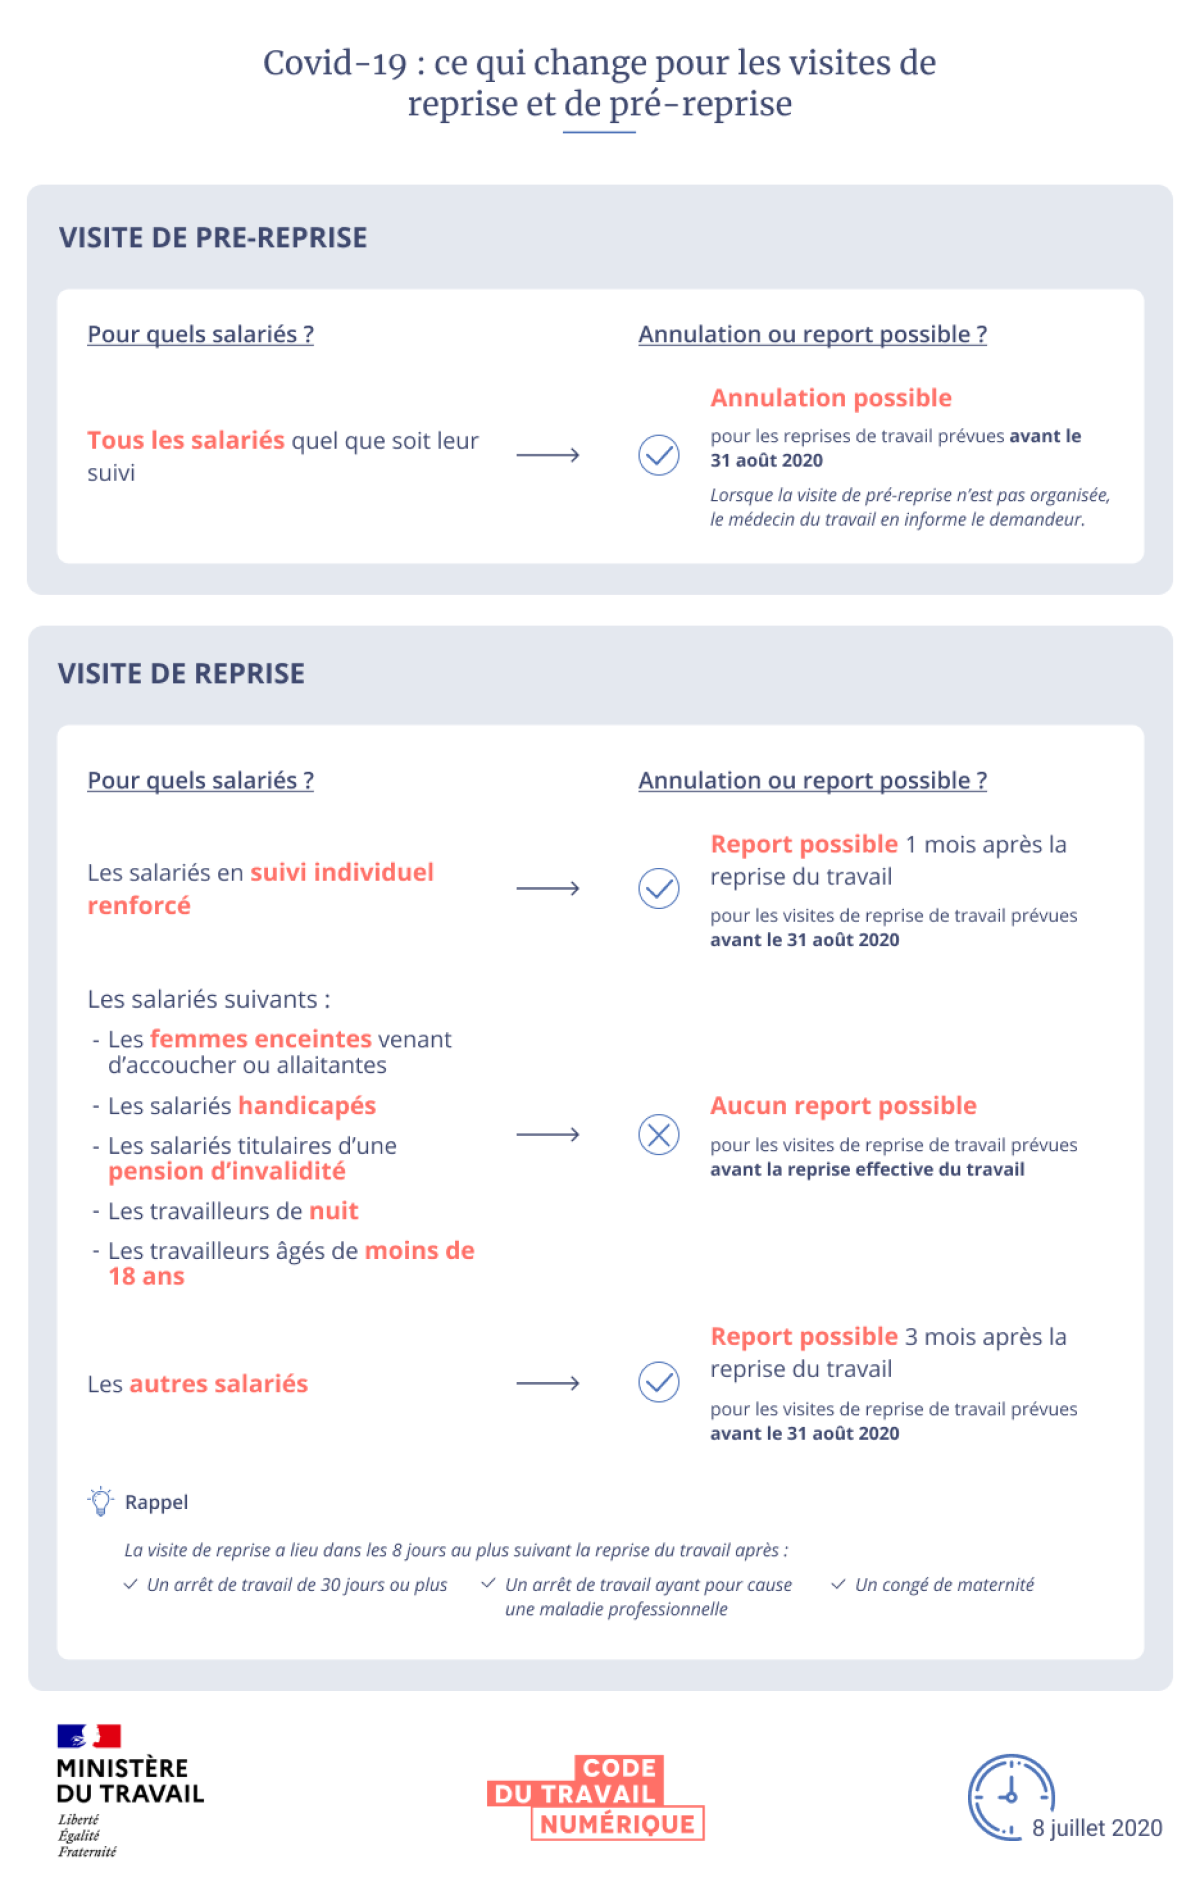 Covid-19 : ce qui change pour les visites de
reprise et de pré-reprise
VISITE DE PRE-REPRISE
Pour quels salariés ?
Annulation ou report possible ?
Tous les salariés quel que soit leur
suivi
Annulation possible
pour les reprises de travail prévues avant le
31 août 2020
Lorsque la visite de pré-reprise n'est pas organisée,
le médecin du travail en informe le demandeur.
VISITE DE REPRISE
Pour quels salariés ?
Annulation ou report possible ?
Les salariés en suivi individuel
renforcé
Report possible 1 mois après la
reprise du travail
pour les visites de reprise de travail prévues
avant le 31 août 2020
Les salariés suivants :
- Les femmes enceintes venant
d'accoucher ou allaitantes
- Les salariés handicapés
- Les salariés titulaires d'une
pension d'invalidité
- Les travailleurs de nuit
- Les travailleurs âgés de moins de
18 ans
Aucun report possible
pour les visites de reprise de travail prévues
avant la reprise effective du travail
Les autres salariés
Report possible 3 mois après la
reprise du travail
pour les visites de reprise de travail prévues
avant le 31 août 2020
Rappel
La visite de reprise a lieu dans les 8 jours au plus suivant la reprise du travail après :
Un arrêt de travail de 30 jours ou plus
Un arrêt de travail ayant pour cause
une maladie professionnelle
Un congé de maternité
MINISTÈRE
DU TRAVAIL
Liberté
Égalité
Fraternité
CODE
DU TRAVAIL
NUMÉRIQUE
8 juillet 2020